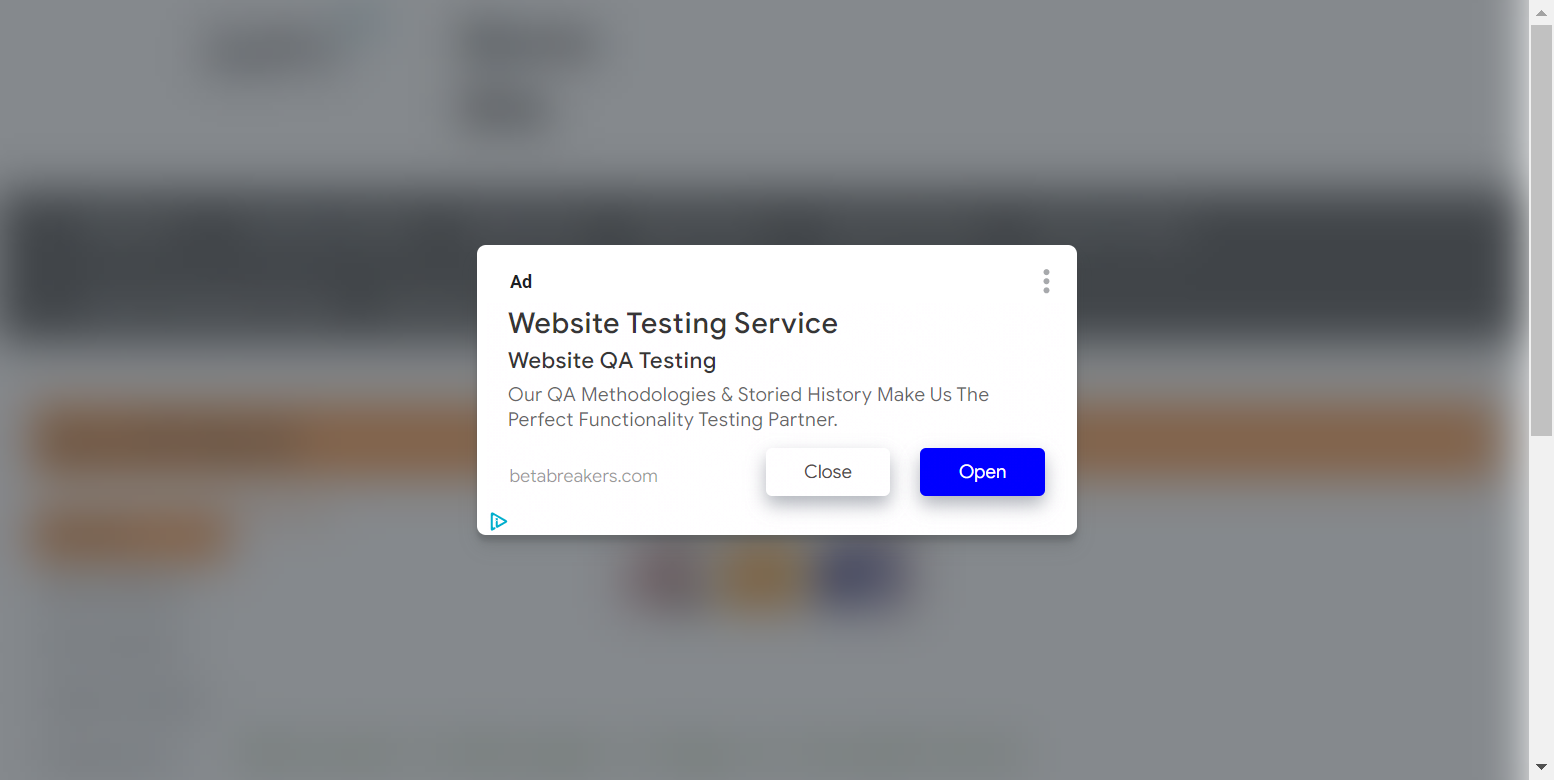 Ad
Website Testing Service
Website QA Testing
Our QA Methodologies & Storied History Make Us The
Perfect Functionality Testing Partner.
betabreakers.com
Close
Open